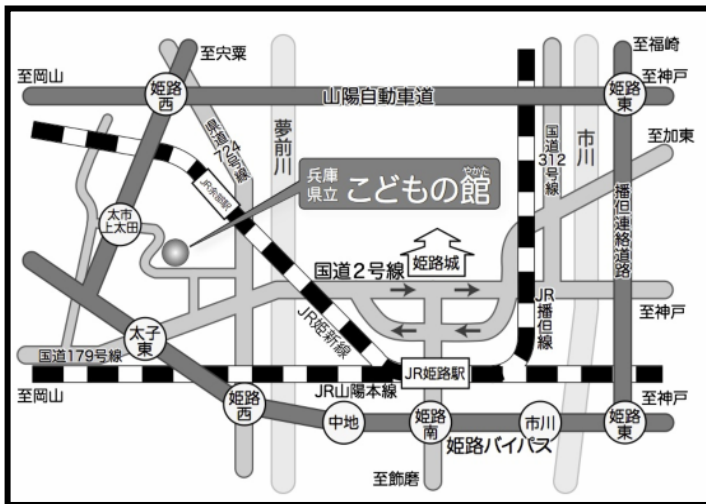 至宍粟
至福崎
至岡山
姫路西
山陽自動車道
姫路東
至神戸
県道724号線
夢前川
国道312号線
市川
至加東
兵庫県立
こどもの館
やかた
JR余部駅
太市上太田
播但連絡道路
姫路城
国道2号線
JR姫新線
JR播但線
至神戸
太子東
国道179号線
JR姫路駅
至岡山
JR山陽本線
至神戸
姫路西
中地
姫路南
市川
姫路東
姫路バイパス
至飾磨